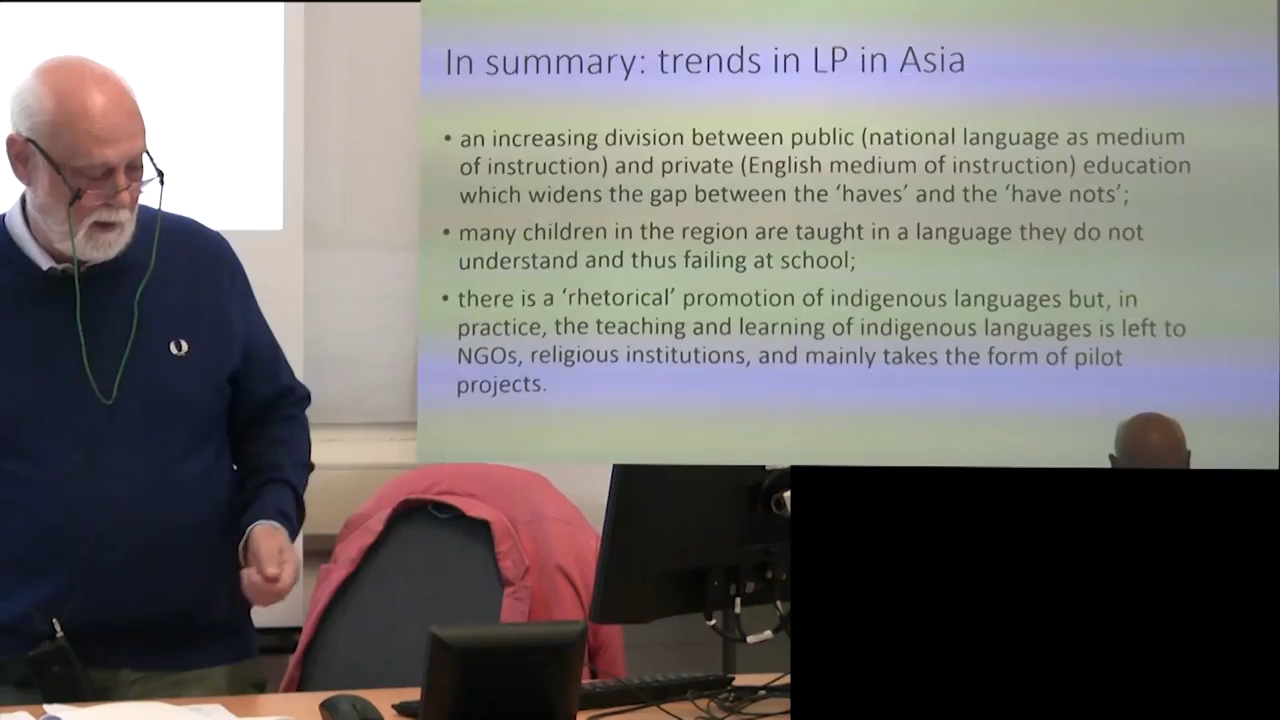 In summary: trends in LP in Asia
• an increasing division between public (national language as medium
of instruction) and private (English medium of instruction) education
which widens the gap between the ‘haves’ and the ‘have nots’;
• many children in the region are taught in a language they do not
understand and thus failing at school;
• there is a ‘rhetorical’ promotion of indigenous languages but, in
practice, the teaching and learning of indigenous languages is left to
NGOs, religious institutions, and mainly takes the form of pilot
projects.